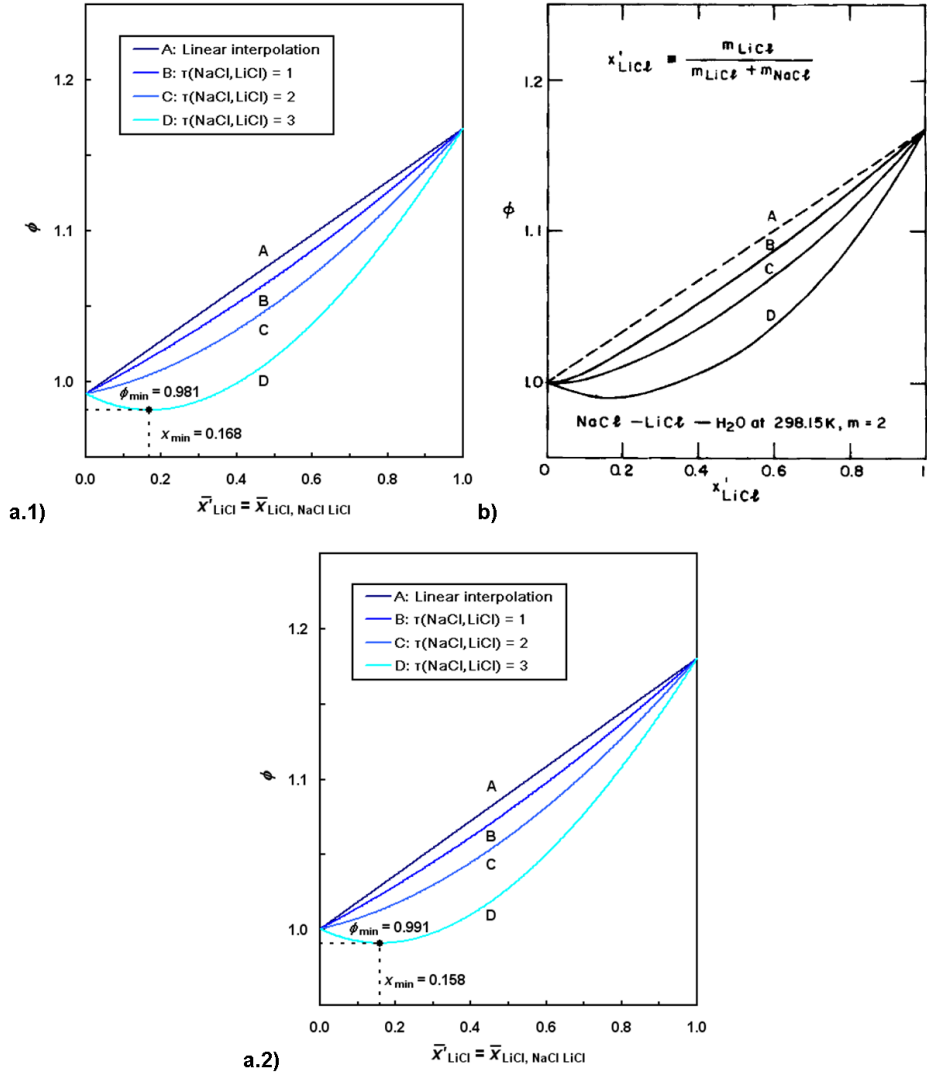 A: Linear interpolation
B: τ(NaCl,LiCl) = 1
C: τ(NaCl,LiCl) = 2
D: τ(NaCl,LiCl) = 3
1.2
1.1
1.0
ϕ
A
B
C
D
ϕmin = 0.981
xmin = 0.168
0.0 0.2 0.4 0.6 0.8 1.0
x̅'LiCl = x̅LiCl, NaCl LiCl
a.1)
x'LiCl = mLiCl / mLiCl + mNaCl
1.2
1.1
1.0
ϕ
A
B
C
D
NaCl – LiCl – H2O at 298.15K, m = 2
0 0.2 0.4 0.6 0.8 1
x'LiCl
b)
A: Linear interpolation
B: τ(NaCl,LiCl) = 1
C: τ(NaCl,LiCl) = 2
D: τ(NaCl,LiCl) = 3
1.2
1.1
1.0
ϕ
A
B
C
D
ϕmin = 0.991
xmin = 0.158
0.0 0.2 0.4 0.6 0.8 1.0
x̅'LiCl = x̅LiCl, NaCl LiCl
a.2)